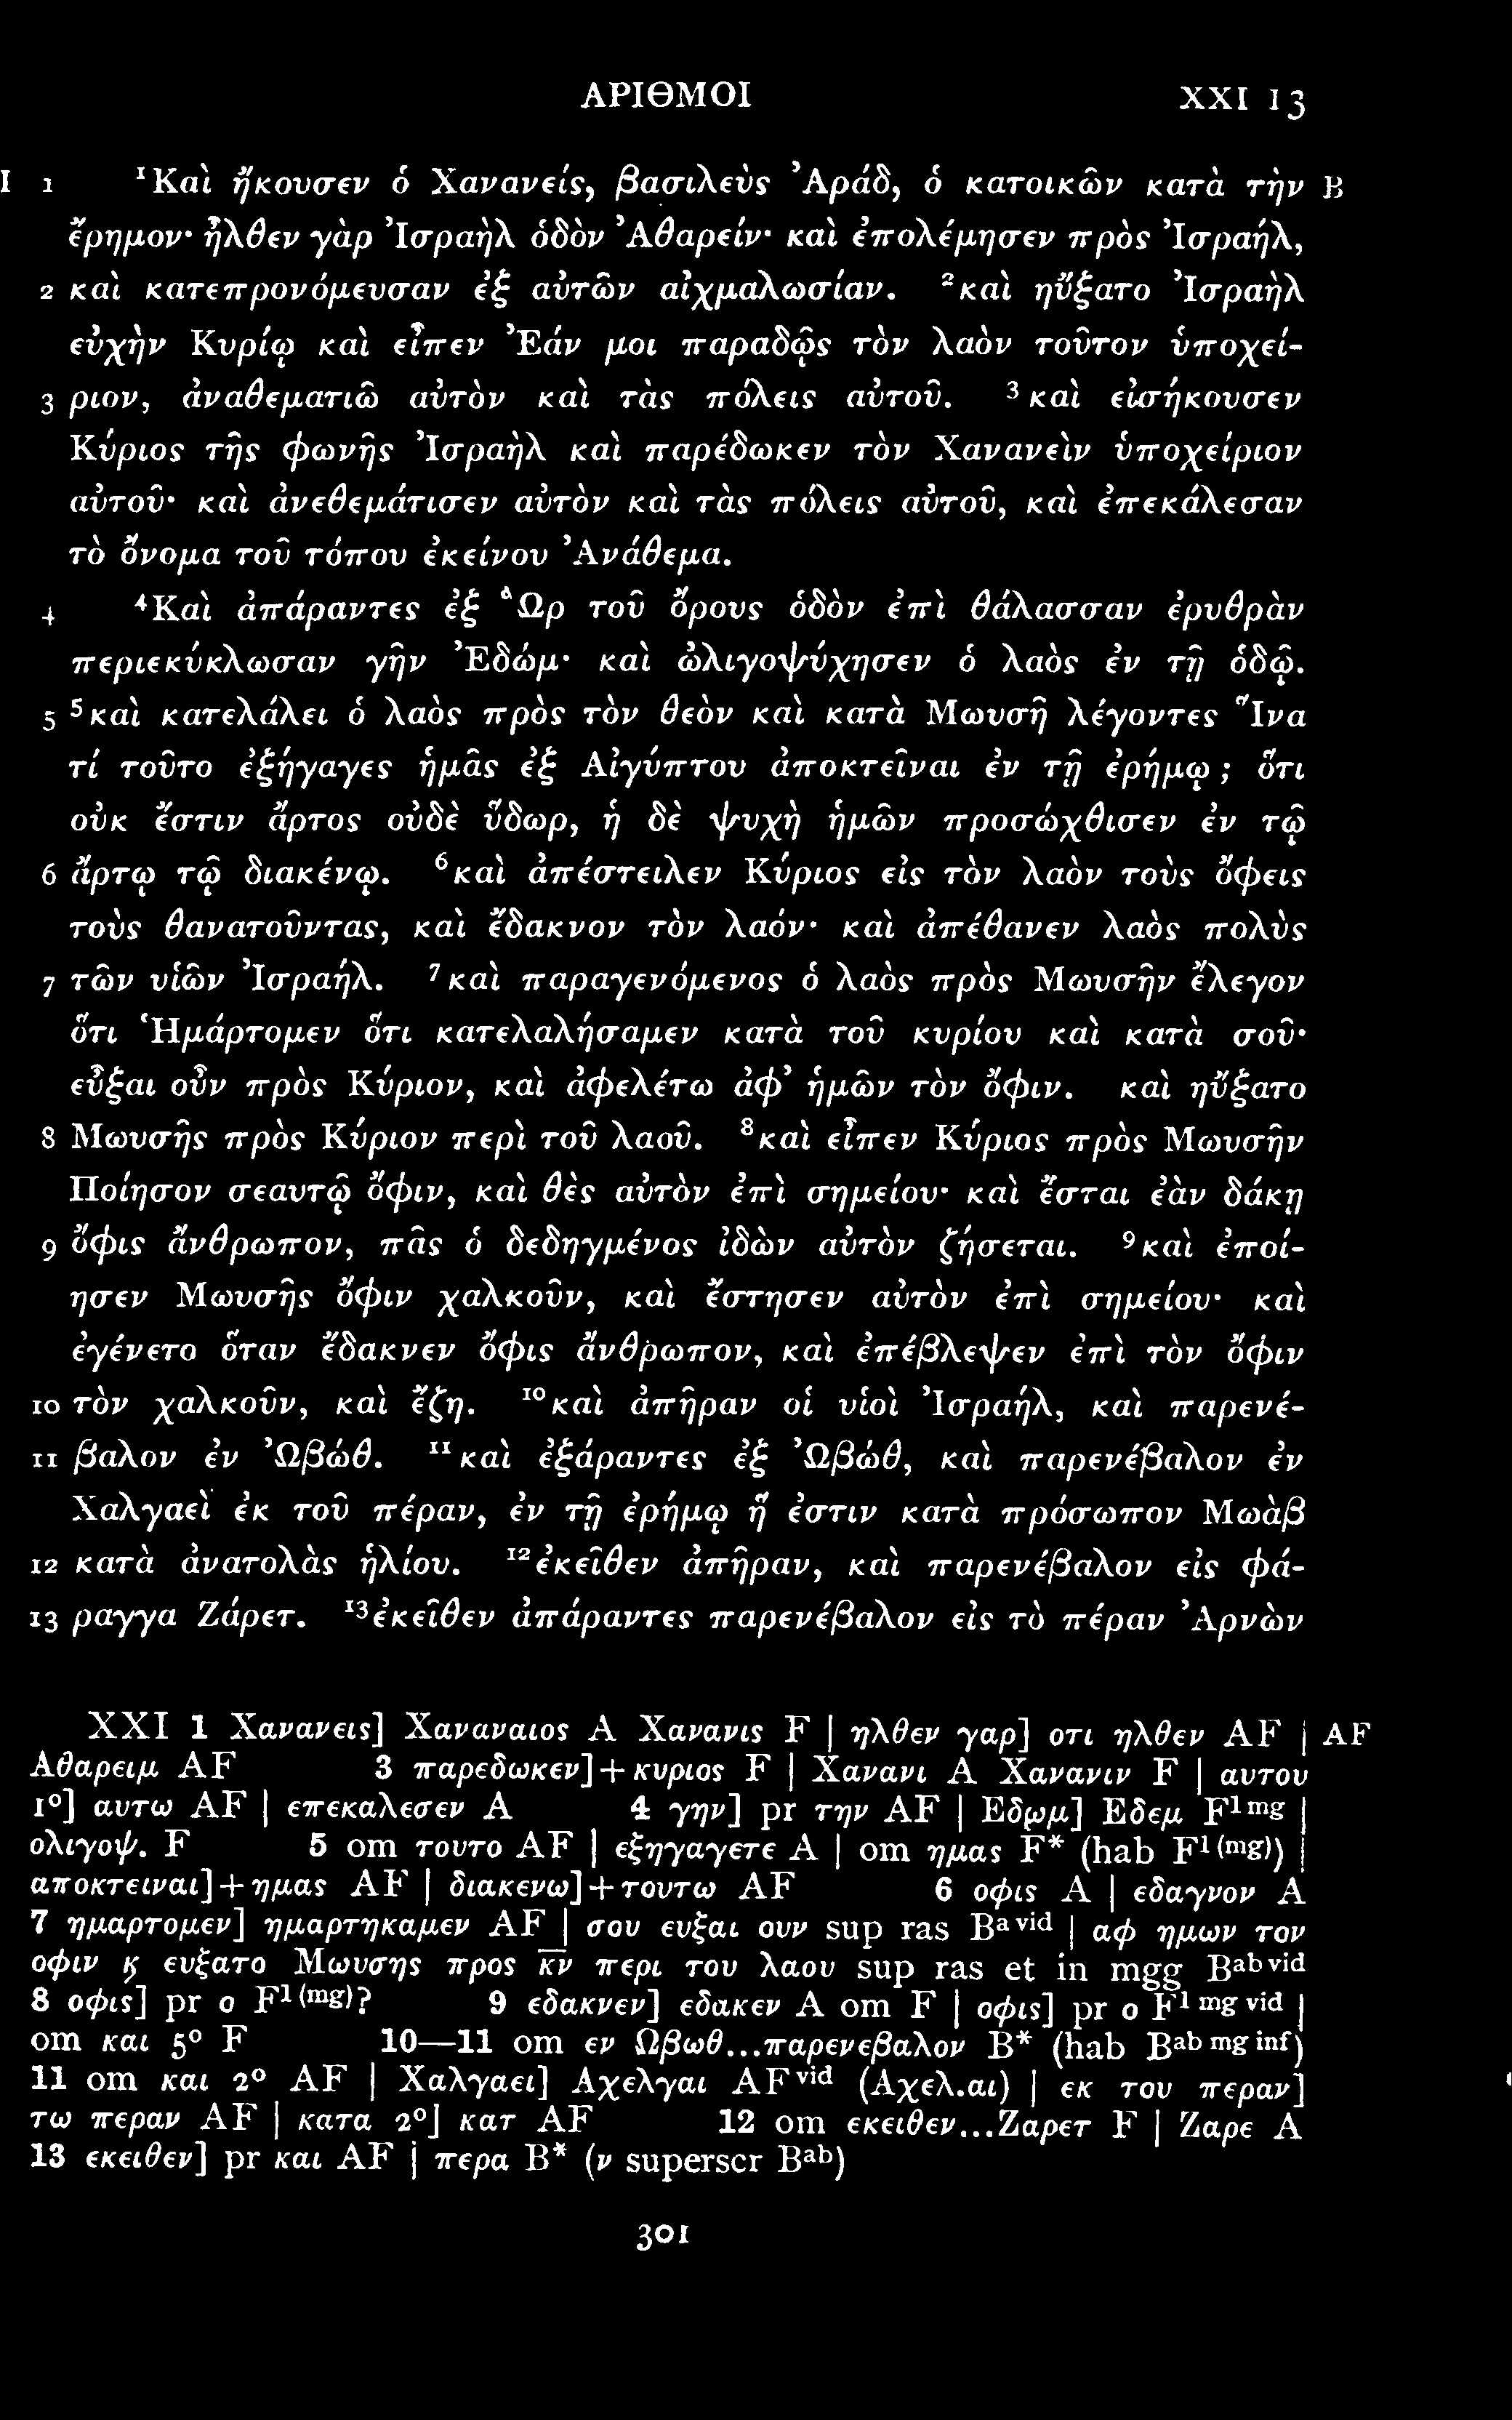 ΑΡΙΘΜΟΙ XXI 13
I 1 ¹Καὶ ἤκουσεν ὁ Χανανείς, βασιλεὺς Ἀράδ, ὁ κατοικῶν κατὰ τὴν B
ἔρημον· ἦλθεν γὰρ Ἰσραὴλ ὁδὸν Ἀθαρείν· καὶ ἐπολέμησεν πρὸς Ἰσραήλ,
2 καὶ κατεπρονόμευσαν ἐξ αὐτῶν αἰχμαλωσίαν. ²καὶ ηὔξατο Ἰσραὴλ
εὐχὴν Κυρίῳ καὶ εἶπεν Ἐάν μοι παραδῷς τὸν λαὸν τοῦτον ὑποχεί-
3 ριον, ἀναθεματιῶ αὐτὸν καὶ τὰς πόλεις αὐτοῦ. ³καὶ εἰσήκουσεν
Κύριος τῆς φωνῆς Ἰσραὴλ καὶ παρέδωκεν τὸν Χανανεὶν ὑποχείριον
αὐτοῦ· καὶ ἀνεθεμάτισεν αὐτὸν καὶ τὰς πόλεις αὐτοῦ, καὶ ἐπεκάλεσαν
τὸ ὄνομα τοῦ τόπου ἐκείνου Ἀνάθεμα.
4 ⁴Καὶ ἀπάραντες ἐξ Ὢρ τοῦ ὄρους ὁδὸν ἐπὶ θάλασσαν ἐρυθρὰν
περιεκύκλωσαν γῆν Ἐδώμ· καὶ ὠλιγοψύχησεν ὁ λαὸς ἐν τῇ ὁδῷ.
5 ⁵καὶ κατελάλει ὁ λαὸς πρὸς τὸν θεὸν καὶ κατὰ Μωυσῆ λέγοντες Ἵνα
τί τοῦτο ἐξήγαγες ἡμᾶς ἐξ Αἰγύπτου ἀποκτεῖναι ἐν τῇ ἐρήμῳ ; ὅτι
οὐκ ἔστιν ἄρτος οὐδὲ ὕδωρ, ἡ δὲ ψυχὴ ἡμῶν προσώχθισεν ἐν τῷ
6 ἄρτῳ τῷ διακένῳ. ⁶καὶ ἀπέστειλεν Κύριος εἰς τὸν λαὸν τοὺς ὄφεις
τοὺς θανατοῦντας, καὶ ἔδακνον τὸν λαόν· καὶ ἀπέθανεν λαὸς πολὺς
7 τῶν υἱῶν Ἰσραήλ. ⁷καὶ παραγενόμενος ὁ λαὸς πρὸς Μωυσῆν ἔλεγον
ὅτι Ἡμάρτομεν ὅτι κατελαλήσαμεν κατὰ τοῦ κυρίου καὶ κατὰ σοῦ·
εὖξαι οὖν πρὸς Κύριον, καὶ ἀφελέτω ἀφ’ ἡμῶν τὸν ὄφιν. καὶ ηὔξατο
8 Μωυσῆς πρὸς Κύριον περὶ τοῦ λαοῦ. ⁸καὶ εἶπεν Κύριος πρὸς Μωυσῆν
Ποίησον σεαυτῷ ὄφιν, καὶ θὲς αὐτὸν ἐπὶ σημείου· καὶ ἔσται ἐὰν δάκῃ
9 ὄφις ἄνθρωπον, πᾶς ὁ δεδηγμένος ἰδὼν αὐτὸν ζήσεται. ⁹καὶ ἐποί-
ησεν Μωυσῆς ὄφιν χαλκοῦν, καὶ ἔστησεν αὐτὸν ἐπὶ σημείου· καὶ
ἐγένετο ὅταν ἔδακνεν ὄφις ἄνθρωπον, καὶ ἐπέβλεψεν ἐπὶ τὸν ὄφιν
10 τὸν χαλκοῦν, καὶ ἔζη. ¹⁰καὶ ἀπῆραν οἱ υἱοὶ Ἰσραήλ, καὶ παρενέ-
11 βαλον ἐν Ὠβώθ. ¹¹καὶ ἐξάραντες ἐξ Ὠβώθ, καὶ παρενέβαλον ἐν
Χαλγαεὶ ἐκ τοῦ πέραν, ἐν τῇ ἐρήμῳ ἥ ἐστιν κατὰ πρόσωπον Μωὰβ
12 κατὰ ἀνατολὰς ἡλίου. ¹²ἐκεῖθεν ἀπῆραν, καὶ παρενέβαλον εἰς φά-
13 ραγγα Ζάρετ. ¹³ἐκεῖθεν ἀπάραντες παρενέβαλον εἰς τὸ πέραν Ἀρνὼν
XXI 1 Χανανεις] Χαναναιος A Χανανις F | ηλθεν γαρ] οτι ηλθεν AF | AF
Αθαρειμ AF 3 παρεδωκεν]+κυριος F | Χανανι A Χανανιν F | αυτου
1º] αυτω AF | επεκαλεσεν A 4 γην] pr την AF | Εδωμ] Εδεμ F¹ᵐᵍ |
ολιγοψ. F 5 om τουτο AF | εξηγαγετε A | om ημας F* (hab F¹⁽ᵐᵍ⁾) |
αποκτειναι]+ημας AF | διακενω]+τουτω AF 6 οφις A | εδαγνον A
7 ημαρτομεν] ημαρτηκαμεν AF | σου ευξαι ουν sup ras Bᵃᵛⁱᵈ | αφ ημων τον
οφιν ϗ ευξατο Μωυσης προς κ̅ν̅ περι του λαου sup ras et in mgg Bᵃᵇᵛⁱᵈ
8 οφις] pr ο F¹⁽ᵐᵍ⁾? 9 εδακνεν] εδακεν A om F | οφις] pr ο F¹ᵐᵍᵛⁱᵈ |
om και 5º F 10—11 om εν Ωβωθ...παρενεβαλον B* (hab Bᵃᵇᵐᵍⁱⁿᶠ)
11 om και 2º AF | Χαλγαει] Αχελγαι AFᵛⁱᵈ (Αχελ.αι) | εκ του περαν]
τω περαν AF | κατα 2º] κατ AF 12 om εκειθεν...Ζαρετ F | Ζαρε A
13 εκειθεν] pr και AF | περα B* (ν superscr Bᵃᵇ)
301